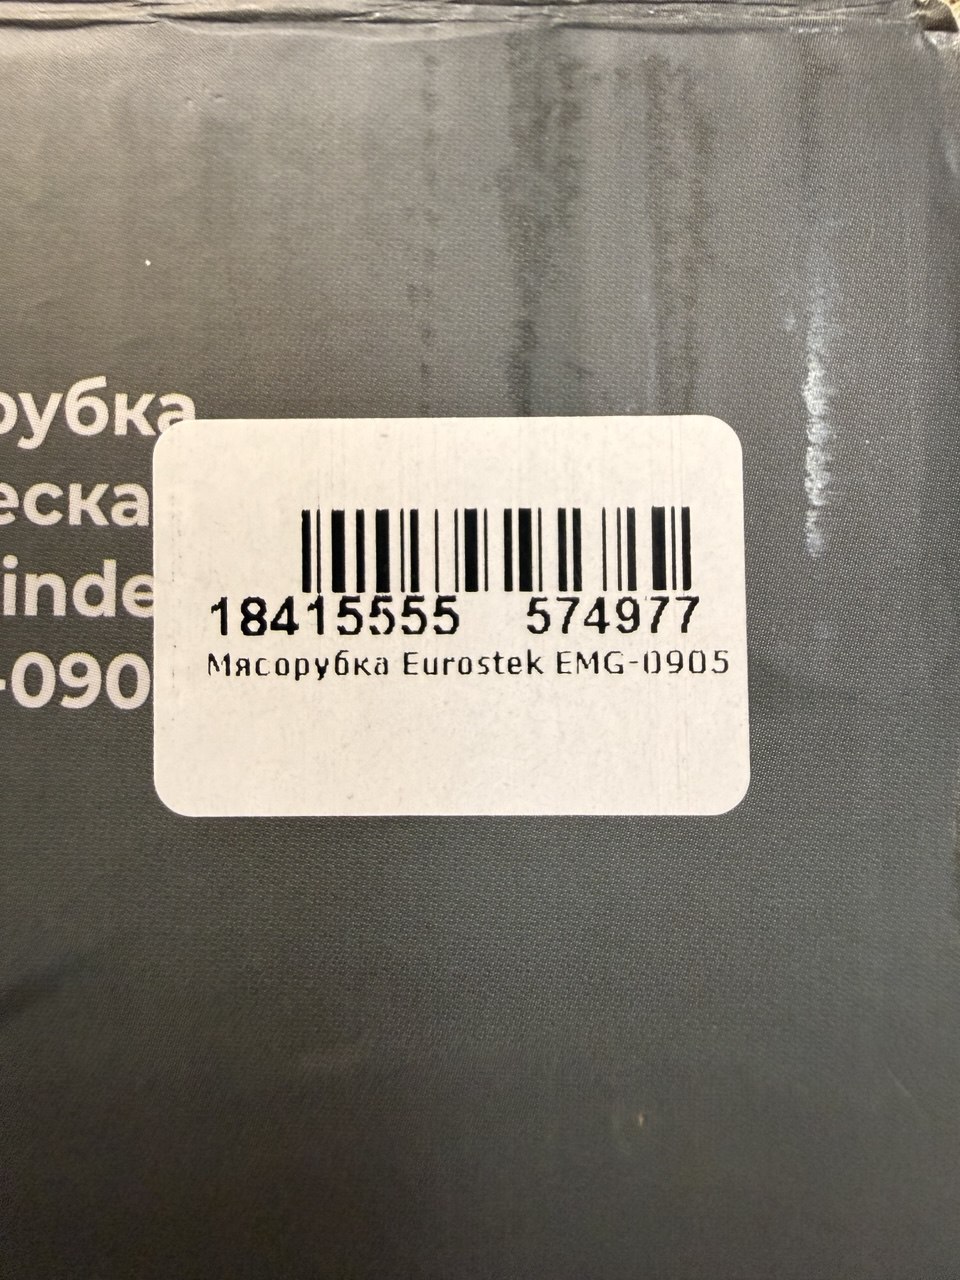 рубка
еска
inde
-090
18415555 574977
Мясорубка Eurostek EMG-0905